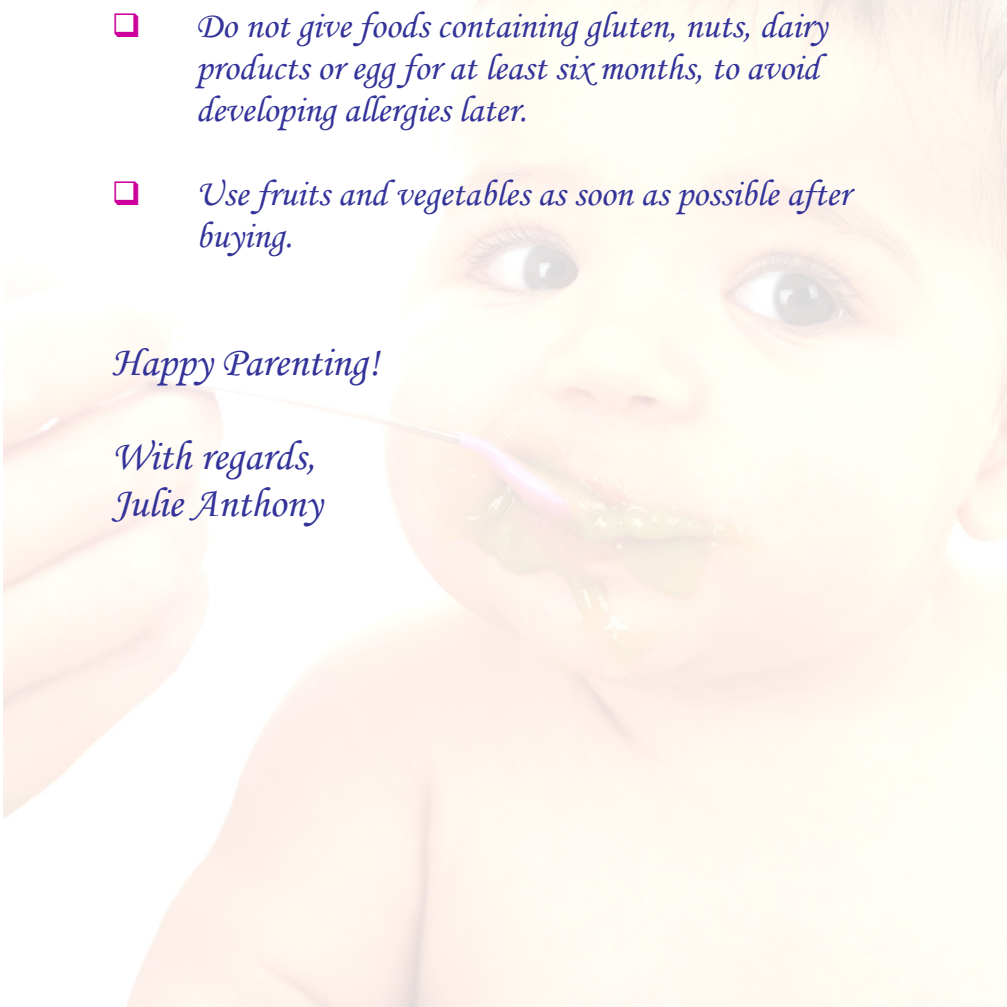 ❑ Do not give foods containing gluten, nuts, dairy
products or egg for at least six months, to avoid
developing allergies later.
❑ Use fruits and vegetables as soon as possible after
buying.
Happy Parenting!
With regards,
Julie Anthony